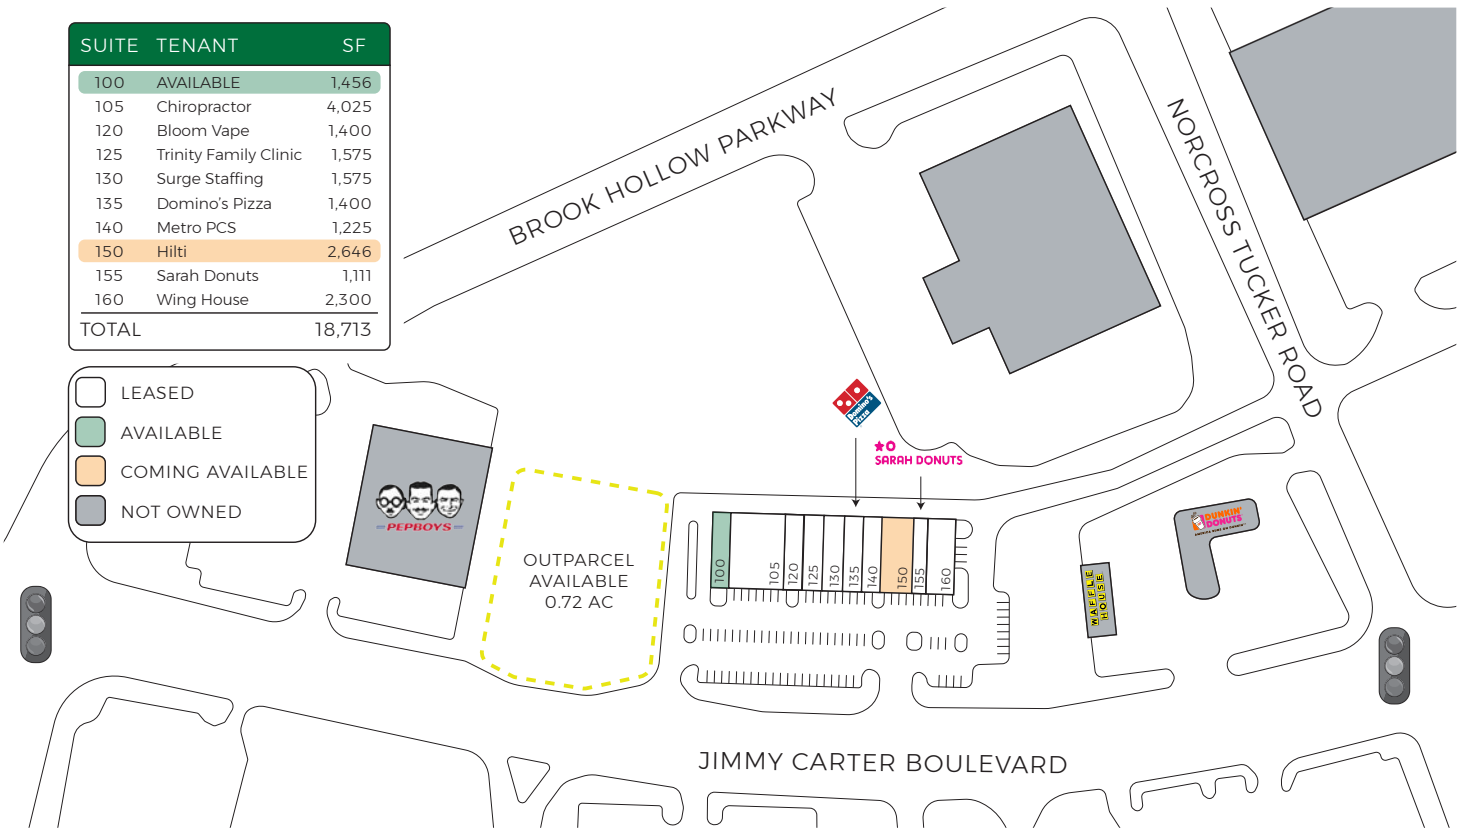 SUITE TENANT SF
100 AVAILABLE 1,456
105 Chiropractor 4,025
120 Bloom Vape 1,400
125 Trinity Family Clinic 1,575
130 Surge Staffing 1,575
135 Domino's Pizza 1,400
140 Metro PCS 1,225
150 Hilti 2,646
155 Sarah Donuts 1,111
160 Wing House 2,300
TOTAL 18,713
LEASED
AVAILABLE
COMING AVAILABLE
NOT OWNED
BROOK HOLLOW PARKWAY
NORCROSS TUCKER ROAD
Domino's
Pizza
SARAH DONUTS
PEPBOYS
OUTPARCEL
AVAILABLE
0.72 AC
100
105
120
125
130
135
140
150
155
160
WAFFLE
HOUSE
DUNKIN'
DONUTS
JIMMY CARTER BOULEVARD